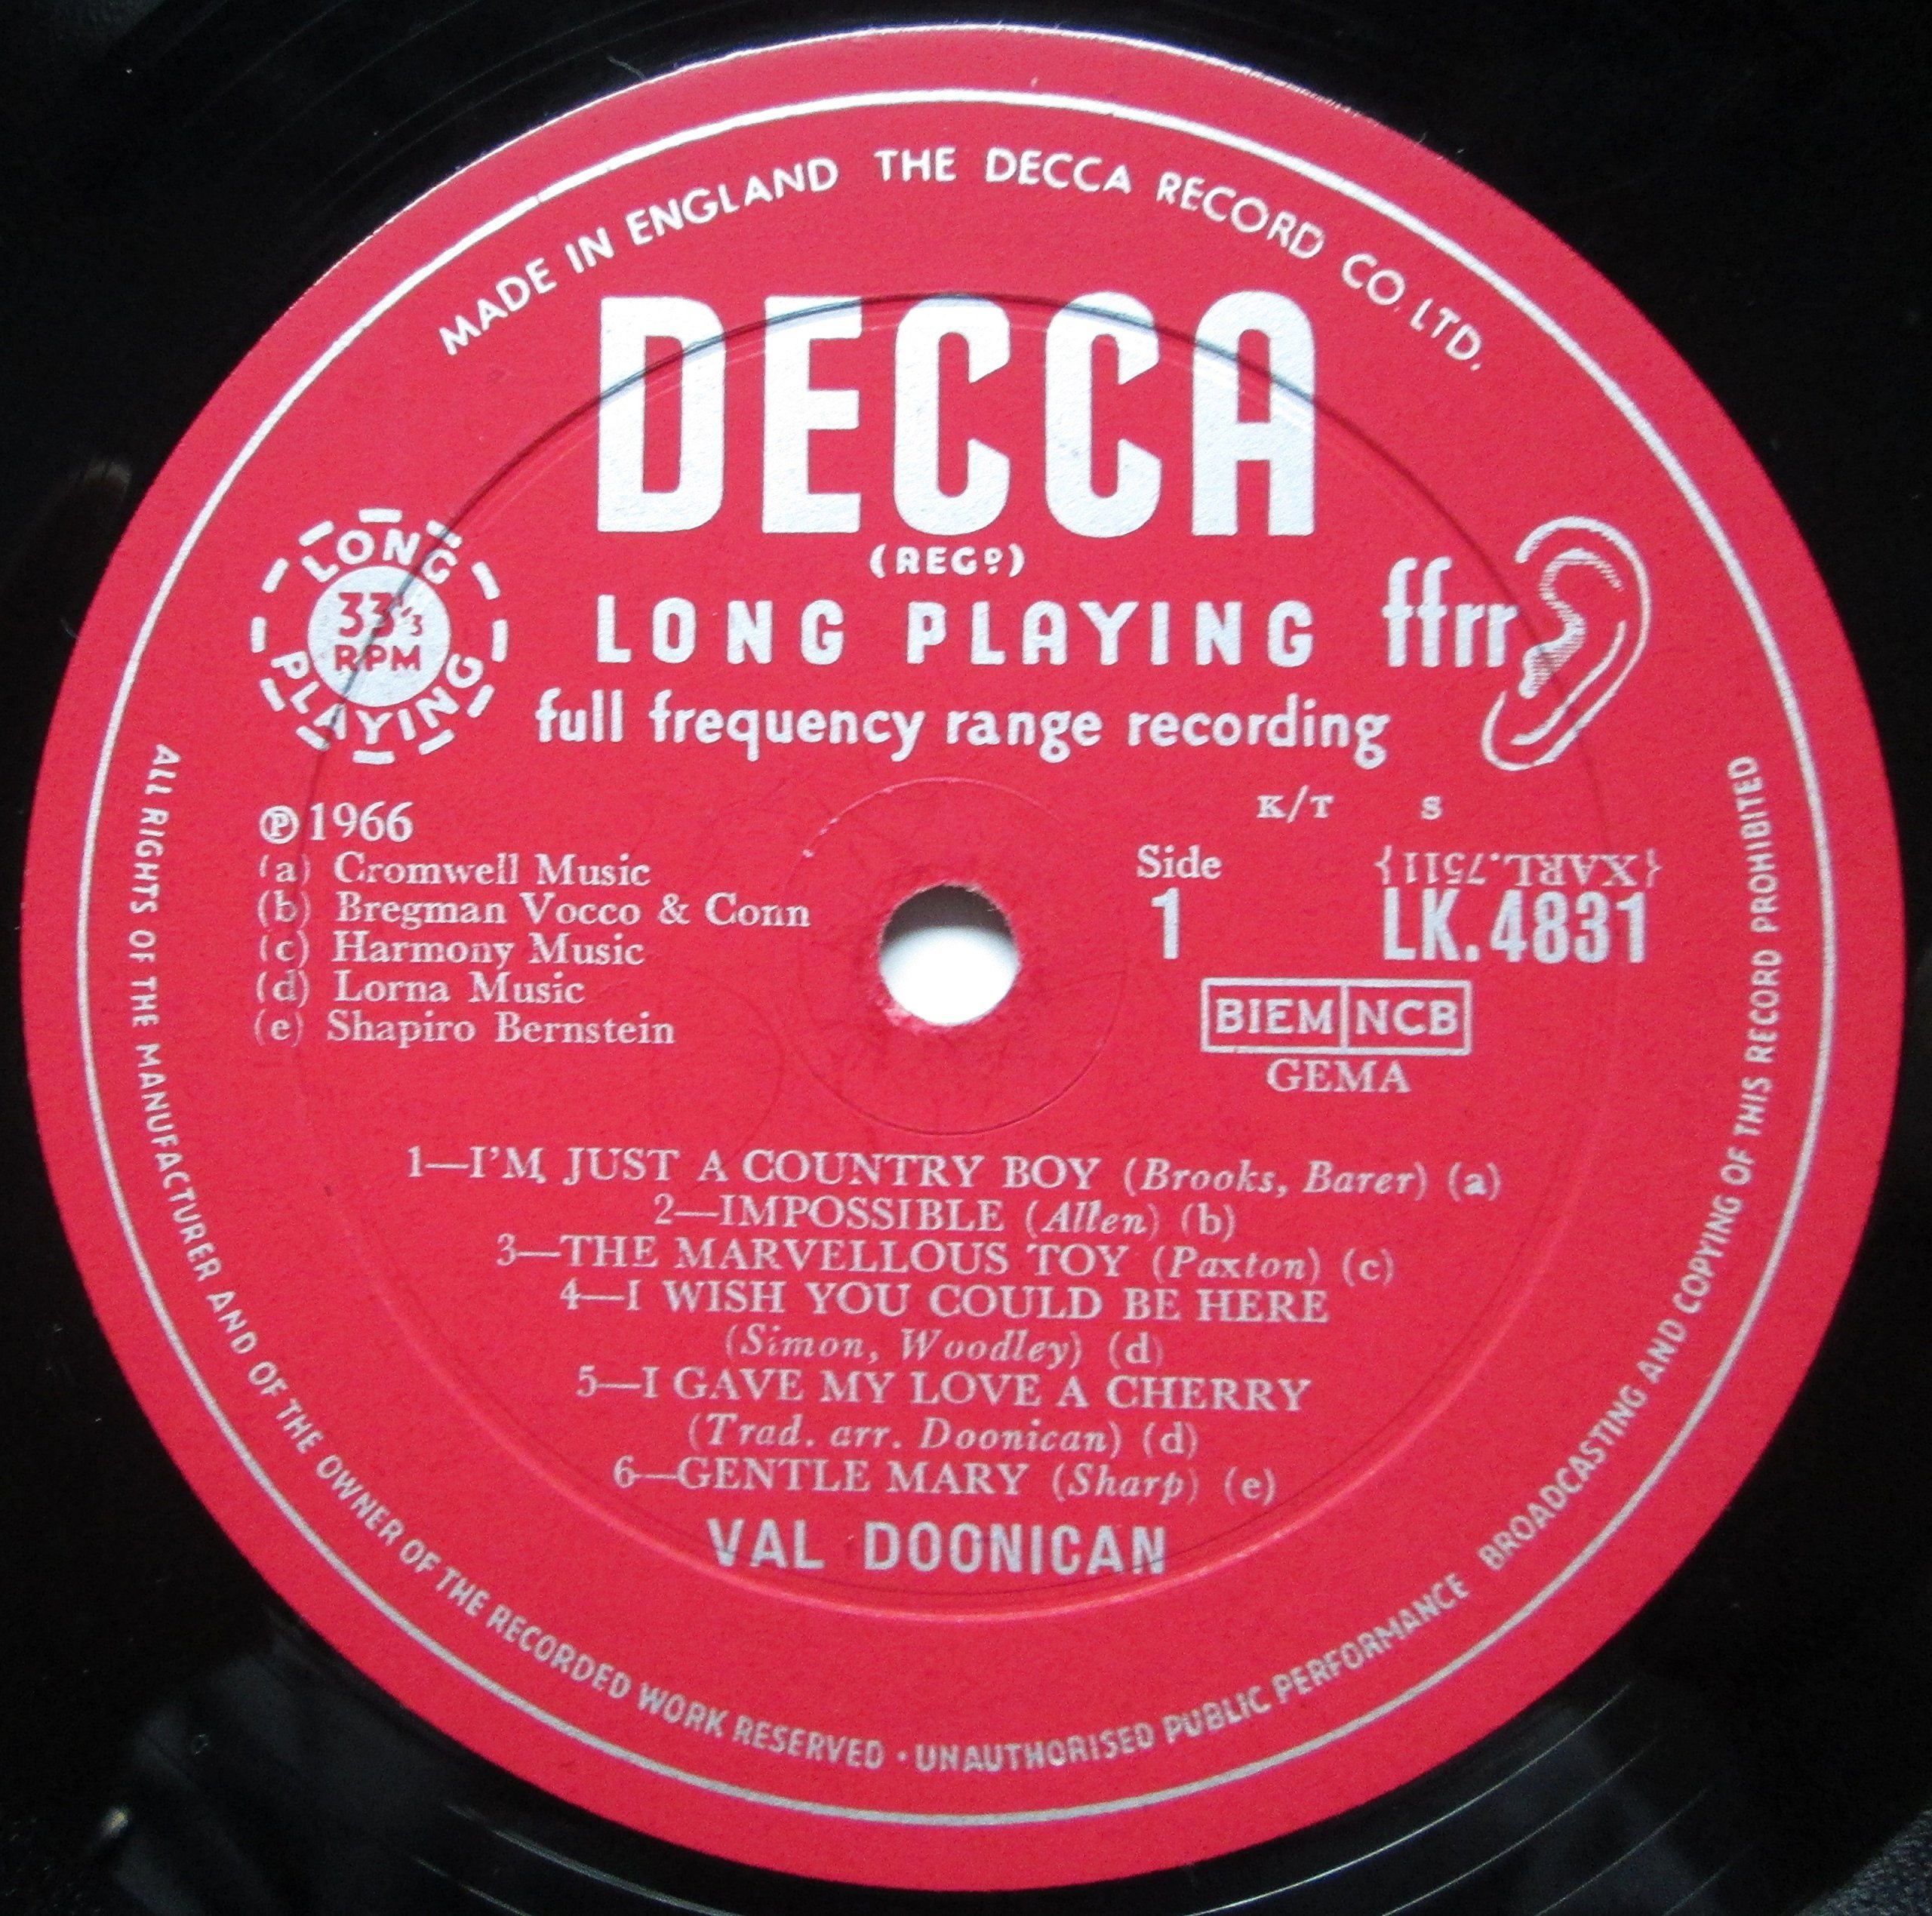 MADE IN ENGLAND THE DECCA RECORD CO. LTD.
DECCA
(REGD)
LONG PLAYING
33 1/3
RPM
LONG PLAYING
ffrr
full frequency range recording
℗1966
(a) Cromwell Music
(b) Bregman Vocco & Conn
(c) Harmony Music
(d) Lorna Music
(e) Shapiro Bernstein
K/T S
Side
1
{XARL.7511}
LK.4831
BIEM NCB
GEMA
1—I'M JUST A COUNTRY BOY (Brooks, Barer) (a)
2—IMPOSSIBLE (Allen) (b)
3—THE MARVELLOUS TOY (Paxton) (c)
4—I WISH YOU COULD BE HERE
(Simon, Woodley) (d)
5—I GAVE MY LOVE A CHERRY
(Trad. arr. Doonican) (d)
6—GENTLE MARY (Sharp) (e)
VAL DOONICAN
ALL RIGHTS OF THE MANUFACTURER AND OF THE OWNER OF THE RECORDED WORK RESERVED · UNAUTHORISED PUBLIC PERFORMANCE BROADCASTING AND COPYING OF THIS RECORD PROHIBITED